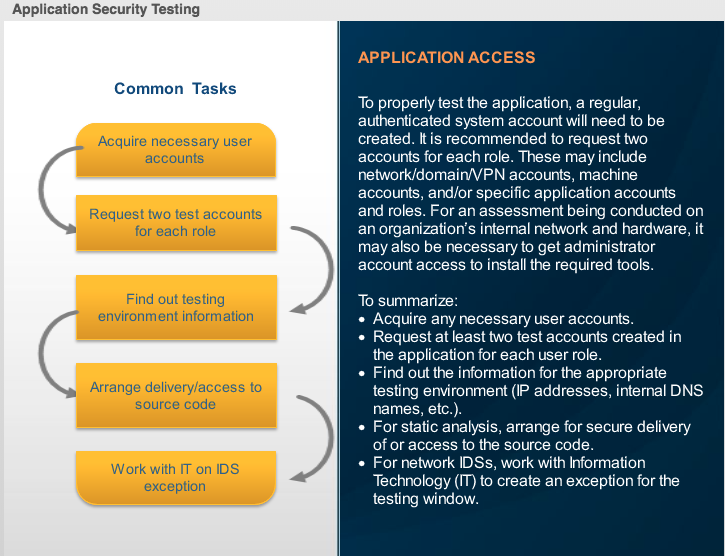 Application Security Testing
Common Tasks
Acquire necessary user
accounts
Request two test accounts
for each role
Find out testing
environment information
Arrange delivery/access to
source code
Work with IT on IDS
exception
APPLICATION ACCESS
To properly test the application, a regular,
authenticated system account will need to be
created. It is recommended to request two
accounts for each role. These may include
network/domain/VPN accounts, machine
accounts, and/or specific application accounts
and roles. For an assessment being conducted on
an organization's internal network and hardware, it
may also be necessary to get administrator
account access to install the required tools.
To summarize:
• Acquire any necessary user accounts.
• Request at least two test accounts created in
the application for each user role.
• Find out the information for the appropriate
testing environment (IP addresses, internal DNS
names, etc.).
• For static analysis, arrange for secure delivery
of or access to the source code.
• For network IDSs, work with Information
Technology (IT) to create an exception for the
testing window.